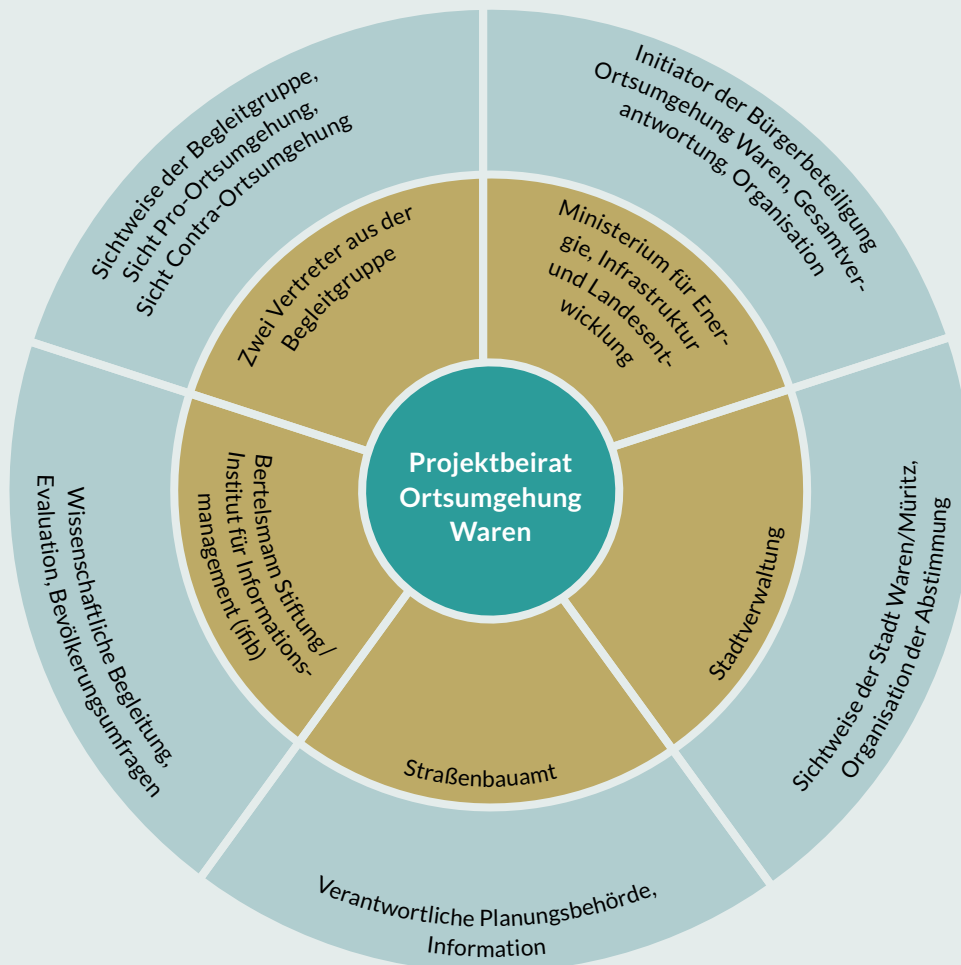 Projektbeirat
Ortsumgehung
Waren
Ministerium für Ener-
gie, Infrastruktur
und Landesent-
wicklung
Initiator der Bürgerbeteiligung
Ortsumgehung Waren, Gesamtver-
antwortung, Organisation
Stadtverwaltung
Sichtweise der Stadt Waren/Müritz,
Organisation der Abstimmung
Straßenbauamt
Verantwortliche Planungsbehörde,
Information
Bertelsmann Stiftung/
Institut für Informations-
management (ifib)
Wissenschaftliche Begleitung,
Evaluation, Bevölkerungsumfragen
Zwei Vertreter aus der
Begleitgruppe
Sichtweise der Begleitgruppe,
Sicht Pro-Ortsumgehung,
Sicht Contra-Ortsumgehung